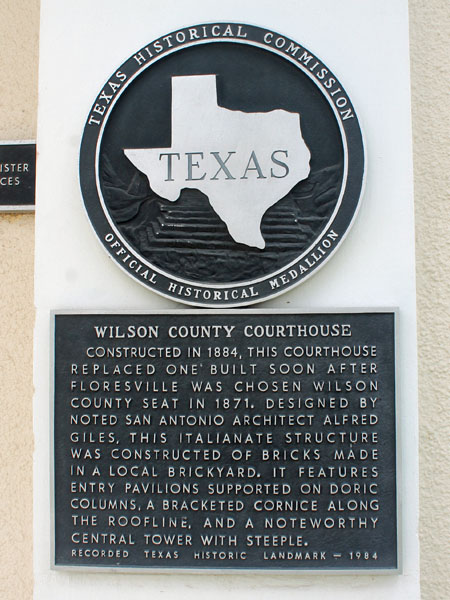 TEXAS HISTORICAL COMMISSION
TEXAS
OFFICIAL HISTORICAL MEDALLION
ISTER
CES
WILSON COUNTY COURTHOUSE
CONSTRUCTED IN 1884, THIS COURTHOUSE
REPLACED ONE BUILT SOON AFTER
FLORESVILLE WAS CHOSEN WILSON
COUNTY SEAT IN 1871. DESIGNED BY
NOTED SAN ANTONIO ARCHITECT ALFRED
GILES, THIS ITALIANATE STRUCTURE
WAS CONSTRUCTED OF BRICKS MADE
IN A LOCAL BRICKYARD. IT FEATURES
ENTRY PAVILIONS SUPPORTED ON DORIC
COLUMNS, A BRACKETED CORNICE ALONG
THE ROOFLINE, AND A NOTEWORTHY
CENTRAL TOWER WITH STEEPLE.
RECORDED TEXAS HISTORIC LANDMARK – 1984